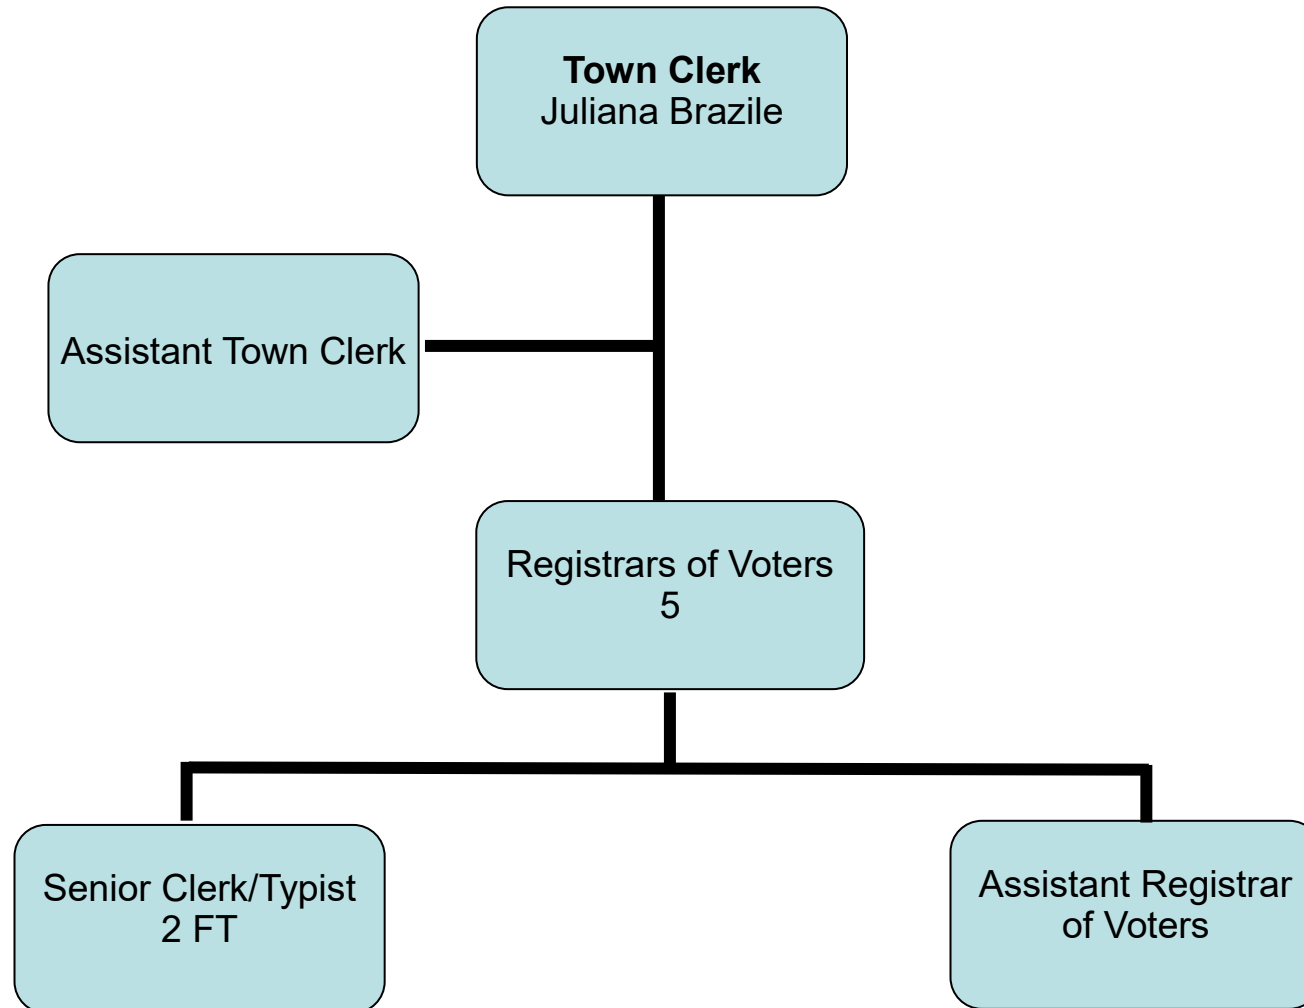 Town Clerk
Juliana Brazile
Assistant Town Clerk
Registrars of Voters
5
Senior Clerk/Typist
2 FT
Assistant Registrar
of Voters